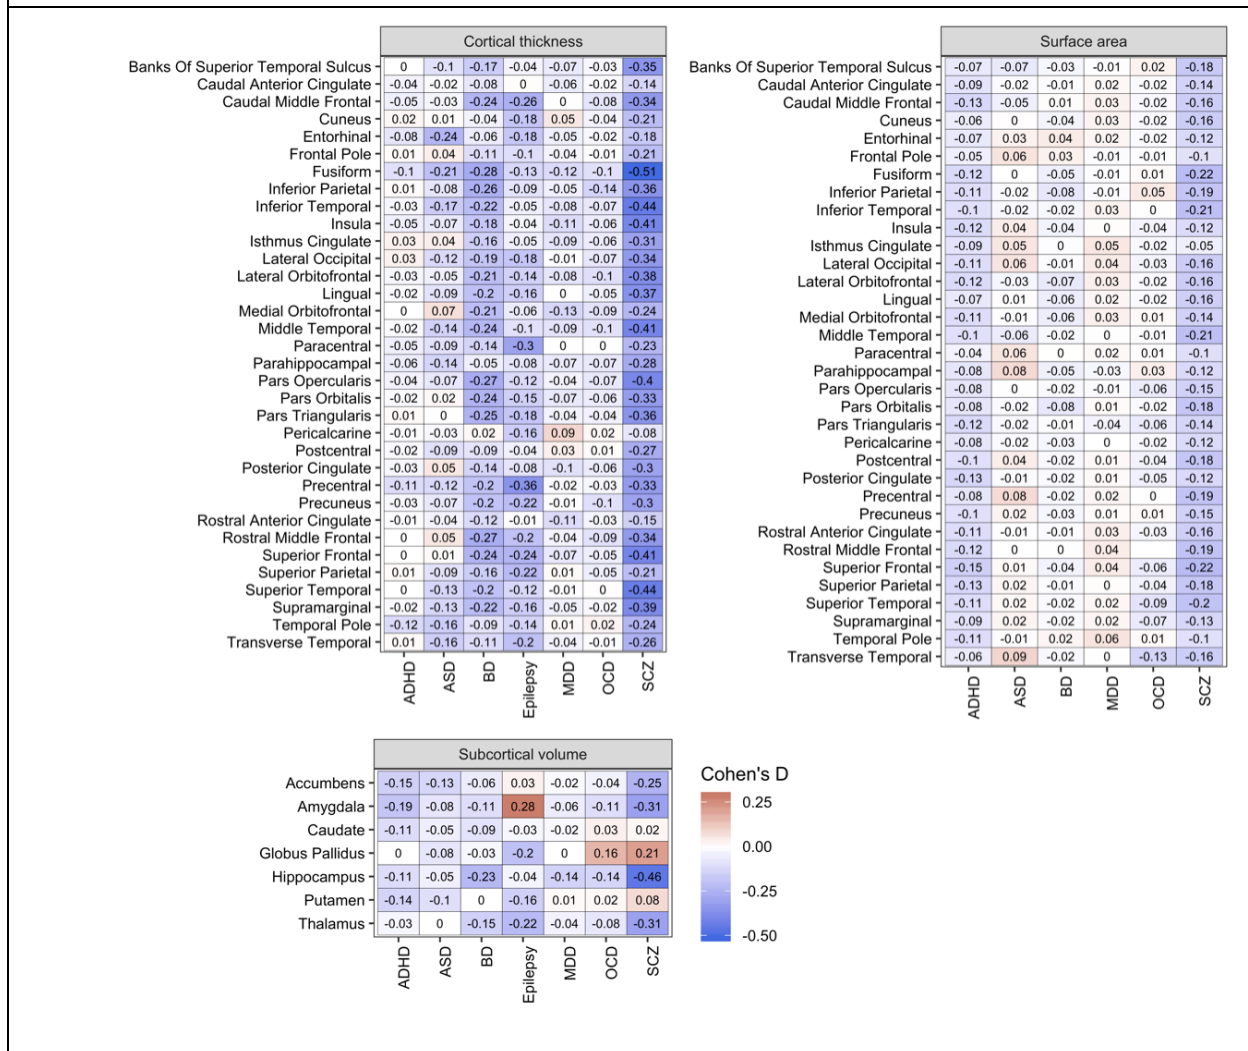 Cortical thickness
Banks Of Superior Temporal Sulcus 0 -0.1 -0.17 -0.04 -0.07 -0.03 -0.35
Caudal Anterior Cingulate -0.04 -0.02 -0.08 0 -0.06 -0.02 -0.14
Caudal Middle Frontal -0.05 -0.03 -0.24 -0.26 0 -0.08 -0.34
Cuneus 0.02 0.01 -0.04 -0.18 0.05 -0.04 -0.21
Entorhinal -0.08 -0.24 -0.06 -0.18 -0.05 -0.02 -0.18
Frontal Pole 0.01 0.04 -0.11 -0.1 -0.04 -0.01 -0.21
Fusiform -0.1 -0.21 -0.28 -0.13 -0.12 -0.1 -0.51
Inferior Parietal 0.01 -0.08 -0.26 -0.09 -0.05 -0.14 -0.36
Inferior Temporal -0.03 -0.17 -0.22 -0.05 -0.08 -0.07 -0.44
Insula -0.05 -0.07 -0.18 -0.04 -0.11 -0.06 -0.41
Isthmus Cingulate 0.03 0.04 -0.16 -0.05 -0.09 -0.06 -0.31
Lateral Occipital 0.03 -0.12 -0.19 -0.18 -0.01 -0.07 -0.34
Lateral Orbitofrontal -0.03 -0.05 -0.21 -0.14 -0.08 -0.1 -0.38
Lingual -0.02 -0.09 -0.2 -0.16 0 -0.05 -0.37
Medial Orbitofrontal 0 0.07 -0.21 -0.06 -0.13 -0.09 -0.24
Middle Temporal -0.02 -0.14 -0.24 -0.1 -0.09 -0.1 -0.41
Paracentral -0.05 -0.09 -0.14 -0.3 0 0 -0.23
Parahippocampal -0.06 -0.14 -0.05 -0.08 -0.07 -0.07 -0.28
Pars Opercularis -0.04 -0.07 -0.27 -0.12 -0.04 -0.07 -0.4
Pars Orbitalis -0.02 0.02 -0.24 -0.15 -0.07 -0.06 -0.33
Pars Triangularis 0.01 0 -0.25 -0.18 -0.04 -0.04 -0.36
Pericalcarine -0.01 -0.03 0.02 -0.16 0.09 0.02 -0.08
Postcentral -0.02 -0.09 -0.09 -0.04 0.03 0.01 -0.27
Posterior Cingulate -0.03 0.05 -0.14 -0.08 -0.1 -0.06 -0.3
Precentral -0.11 -0.12 -0.2 -0.36 -0.02 -0.03 -0.33
Precuneus -0.03 -0.07 -0.2 -0.22 -0.01 -0.1 -0.3
Rostral Anterior Cingulate -0.01 -0.04 -0.12 -0.01 -0.11 -0.03 -0.15
Rostral Middle Frontal 0 0.05 -0.27 -0.2 -0.04 -0.09 -0.34
Superior Frontal 0 0.01 -0.24 -0.24 -0.07 -0.05 -0.41
Superior Parietal 0.01 -0.09 -0.16 -0.22 0.01 -0.05 -0.21
Superior Temporal 0 -0.13 -0.2 -0.12 -0.01 0 -0.44
Supramarginal -0.02 -0.13 -0.22 -0.16 -0.05 -0.02 -0.39
Temporal Pole -0.12 -0.16 -0.09 -0.14 0.01 0.02 -0.24
Transverse Temporal 0.01 -0.16 -0.11 -0.2 -0.04 -0.01 -0.26
ADHD ASD BD Epilepsy MDD OCD SCZ
Surface area
Banks Of Superior Temporal Sulcus -0.07 -0.07 -0.03 -0.01 0.02 -0.18
Caudal Anterior Cingulate -0.09 -0.02 -0.01 0.02 -0.02 -0.14
Caudal Middle Frontal -0.13 -0.05 0.01 0.03 -0.02 -0.16
Cuneus -0.06 0 -0.04 0.03 -0.02 -0.16
Entorhinal -0.07 0.03 0.04 0.02 -0.02 -0.12
Frontal Pole -0.05 0.06 0.03 -0.01 -0.01 -0.1
Fusiform -0.12 0 -0.05 -0.01 0.01 -0.22
Inferior Parietal -0.11 -0.02 -0.08 -0.01 0.05 -0.19
Inferior Temporal -0.1 -0.02 -0.02 0.03 0 -0.21
Insula -0.12 0.04 -0.04 0 -0.04 -0.12
Isthmus Cingulate -0.09 0.05 0 0.05 -0.02 -0.05
Lateral Occipital -0.11 0.06 -0.01 0.04 -0.03 -0.16
Lateral Orbitofrontal -0.12 -0.03 -0.07 0.03 -0.02 -0.16
Lingual -0.07 0.01 -0.06 0.02 -0.02 -0.16
Medial Orbitofrontal -0.11 -0.01 -0.06 0.03 0.01 -0.14
Middle Temporal -0.1 -0.06 -0.02 0 -0.01 -0.21
Paracentral -0.04 0.06 0 0.02 0.01 -0.1
Parahippocampal -0.08 0.08 -0.05 -0.03 0.03 -0.12
Pars Opercularis -0.08 0 -0.02 -0.01 -0.06 -0.15
Pars Orbitalis -0.08 -0.02 -0.08 0.01 -0.02 -0.18
Pars Triangularis -0.12 -0.02 -0.01 -0.04 -0.06 -0.14
Pericalcarine -0.08 -0.02 -0.03 0 -0.02 -0.12
Postcentral -0.1 0.04 -0.02 0.01 -0.04 -0.18
Posterior Cingulate -0.13 -0.01 -0.02 0.01 -0.05 -0.12
Precentral -0.08 0.08 -0.02 0.02 0 -0.19
Precuneus -0.1 0.02 -0.03 0.01 0.01 -0.15
Rostral Anterior Cingulate -0.11 -0.01 -0.01 0.03 -0.03 -0.16
Rostral Middle Frontal -0.12 0 0 0.04 -0.19
Superior Frontal -0.15 0.01 -0.04 0.04 -0.06 -0.22
Superior Parietal -0.13 0.02 -0.01 0 -0.04 -0.18
Superior Temporal -0.11 0.02 -0.02 0.02 -0.09 -0.2
Supramarginal -0.09 0.02 -0.02 0.02 -0.07 -0.13
Temporal Pole -0.11 -0.01 0.02 0.06 0.01 -0.1
Transverse Temporal -0.06 0.09 -0.02 0 -0.13 -0.16
ADHD ASD BD MDD OCD SCZ
Subcortical volume
Accumbens -0.15 -0.13 -0.06 0.03 -0.02 -0.04 -0.25
Amygdala -0.19 -0.08 -0.11 0.28 -0.06 -0.11 -0.31
Caudate -0.11 -0.05 -0.09 -0.03 -0.02 0.03 0.02
Globus Pallidus 0 -0.08 -0.03 -0.2 0 0.16 0.21
Hippocampus -0.11 -0.05 -0.23 -0.04 -0.14 -0.14 -0.46
Putamen -0.14 -0.1 0 -0.16 0.01 0.02 0.08
Thalamus -0.03 0 -0.15 -0.22 -0.04 -0.08 -0.31
ADHD ASD BD Epilepsy MDD OCD SCZ
Cohen's D
0.25
0.00
-0.25
-0.50